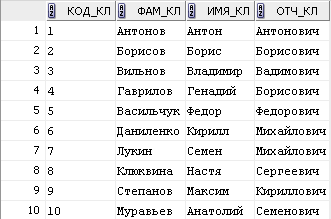 КОД_КЛ ФАМ_КЛ ИМЯ_КЛ ОТЧ_КЛ
1 1 Антонов Антон Антонович
2 2 Борисов Борис Борисович
3 3 Вильнов Владимир Вадимович
4 4 Гаврилов Генадий Борисович
5 5 Васильчук Федор Федорович
6 6 Даниленко Кирилл Михайлович
7 7 Лукин Семен Михайлович
8 8 Клюквина Настя Сергеевич
9 9 Степанов Максим Кириллович
10 10 Муравьев Анатолий Семенович